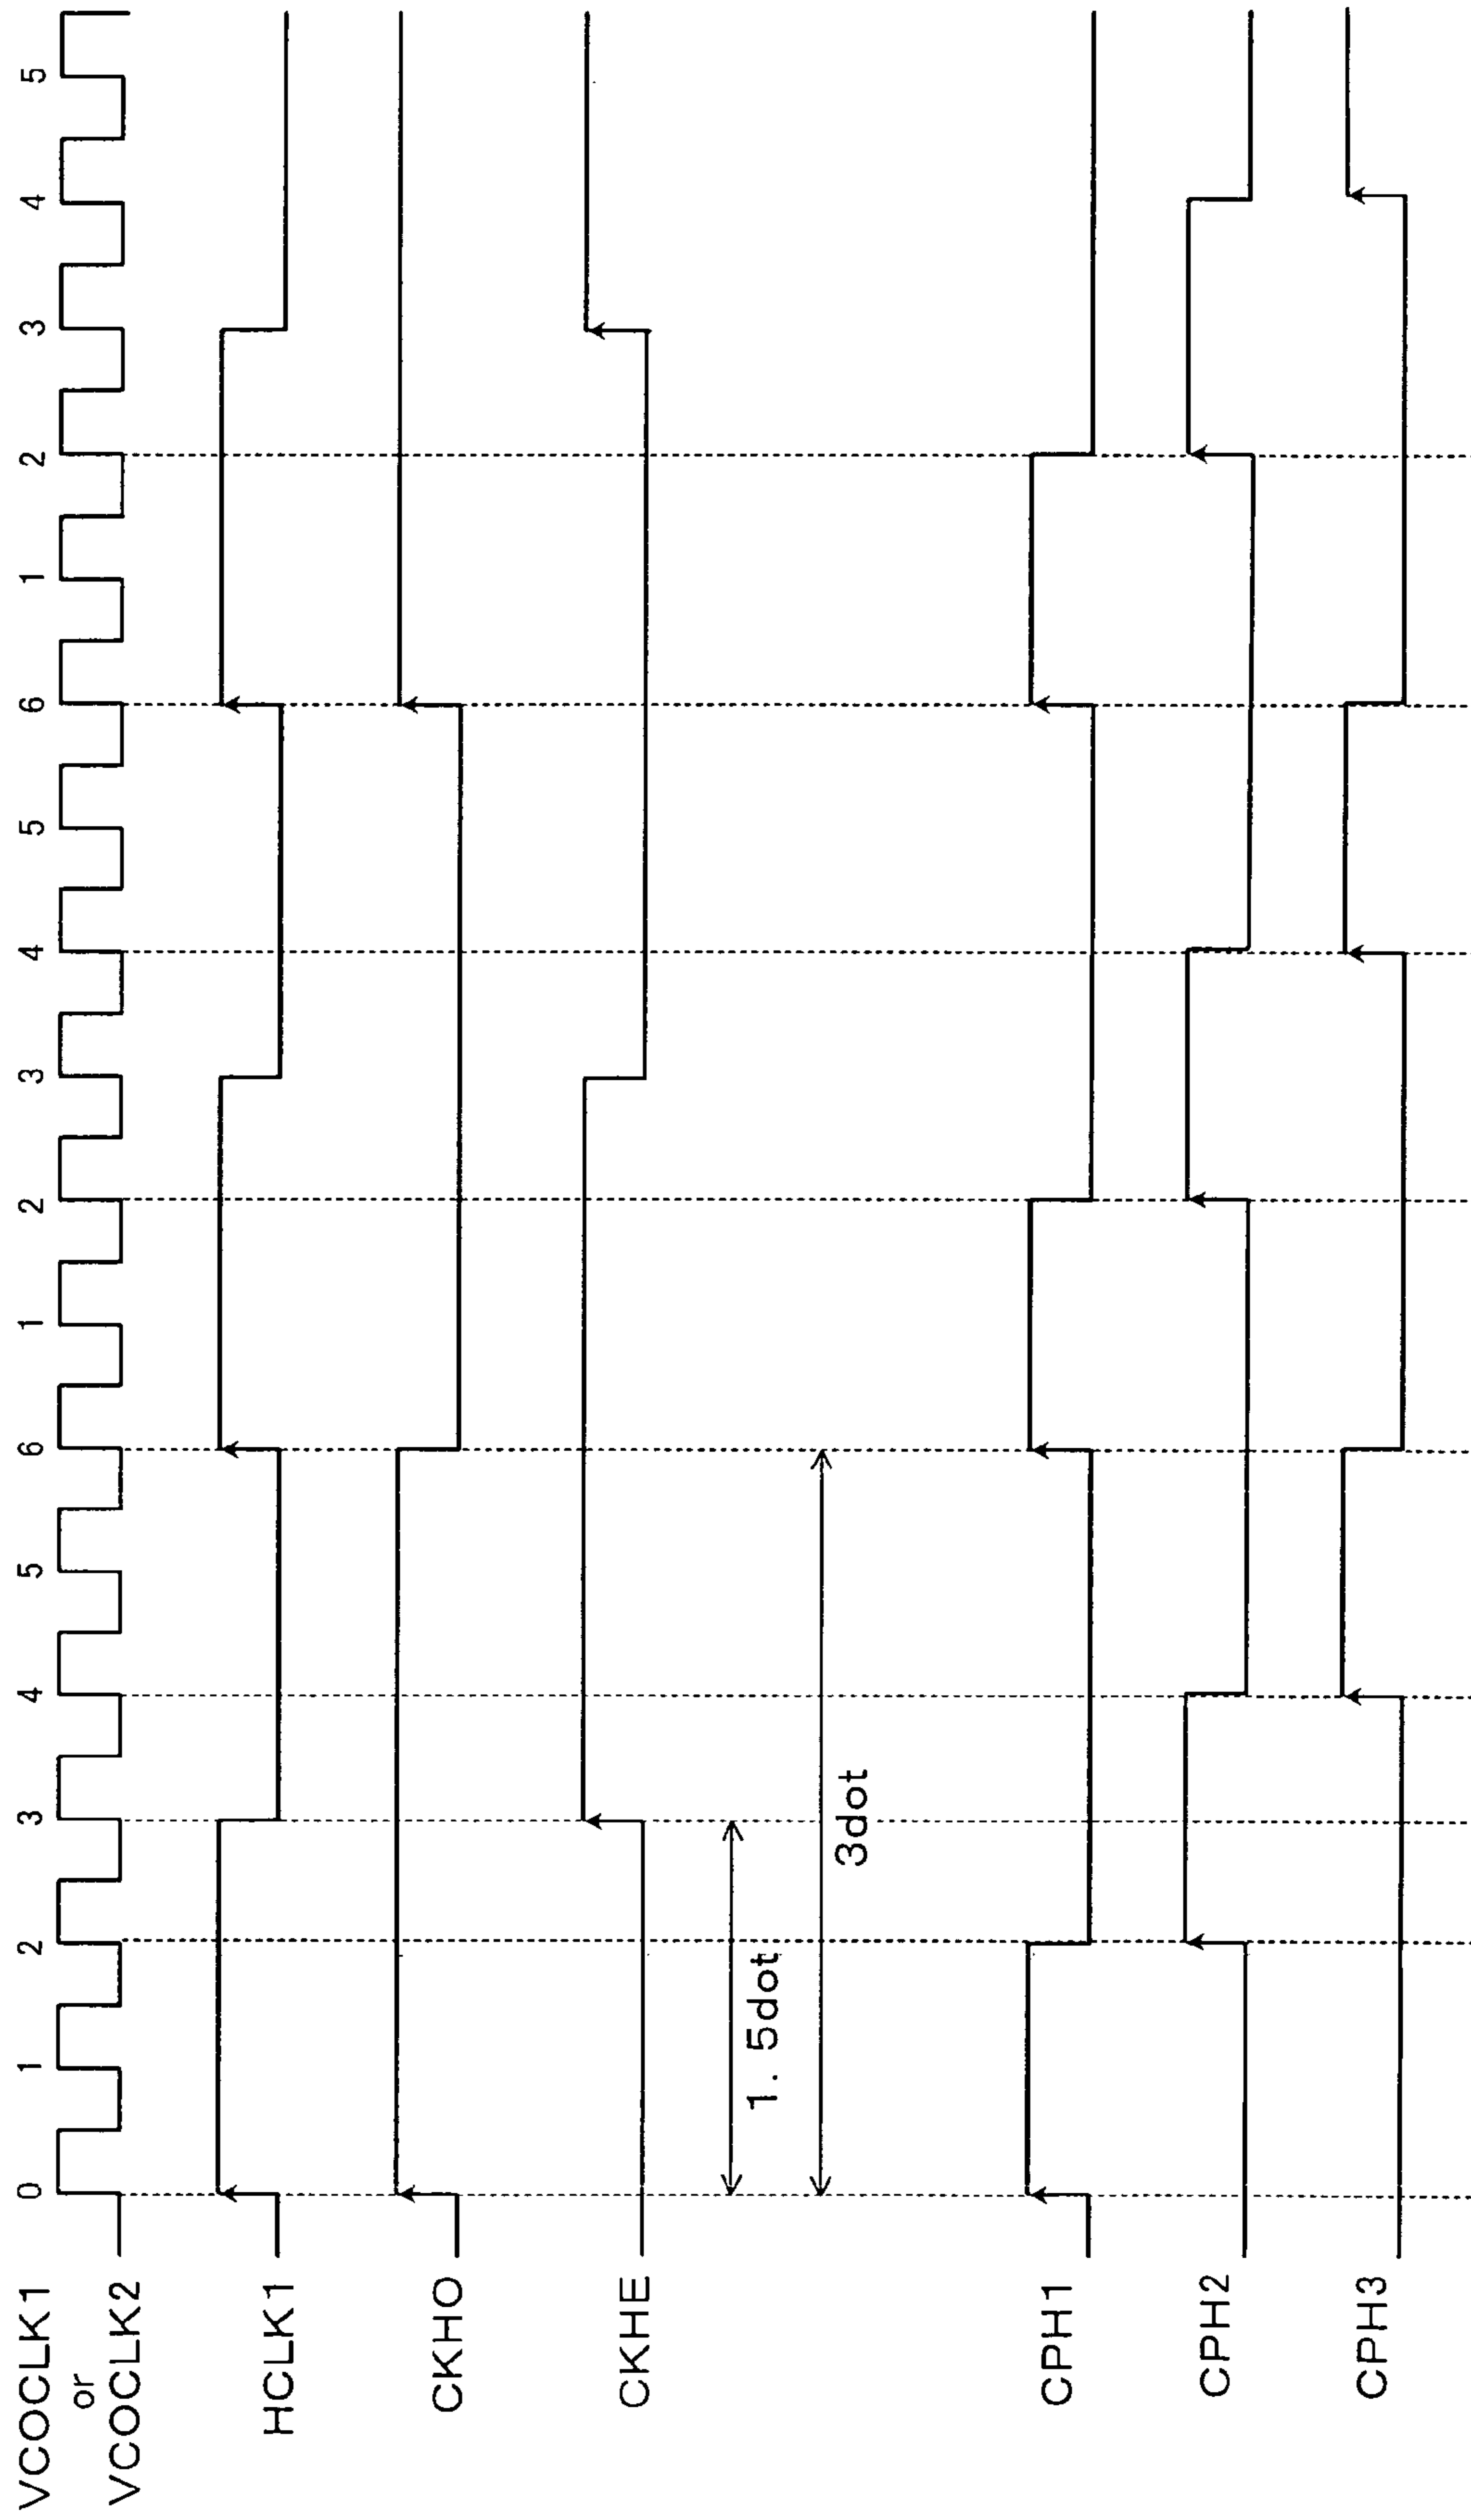 VCOCLK1
or
VCOCLK2
0 1 2 3 4 5 6 1 2 3 4 5 6 1 2 3 4 5
HCLK1
CKHO
CKHE
1.5dot
3dot
CPH1
CPH2
CPH3